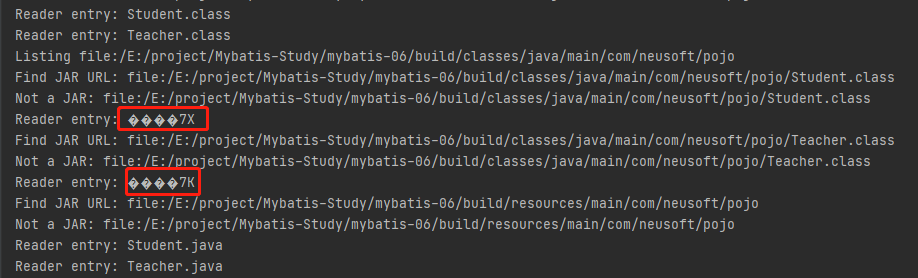 Reader entry: Student.class
Reader entry: Teacher.class
Listing file:/E:/project/Mybatis-Study/mybatis-06/build/classes/java/main/com/neusoft/pojo
Find JAR URL: file:/E:/project/Mybatis-Study/mybatis-06/build/classes/java/main/com/neusoft/pojo/Student.class
Not a JAR: file:/E:/project/Mybatis-Study/mybatis-06/build/classes/java/main/com/neusoft/pojo/Student.class
Reader entry: ����7X
Find JAR URL: file:/E:/project/Mybatis-Study/mybatis-06/build/classes/java/main/com/neusoft/pojo/Teacher.class
Not a JAR: file:/E:/project/Mybatis-Study/mybatis-06/build/classes/java/main/com/neusoft/pojo/Teacher.class
Reader entry: ����7K
Find JAR URL: file:/E:/project/Mybatis-Study/mybatis-06/build/resources/main/com/neusoft/pojo
Not a JAR: file:/E:/project/Mybatis-Study/mybatis-06/build/resources/main/com/neusoft/pojo
Reader entry: Student.java
Reader entry: Teacher.java